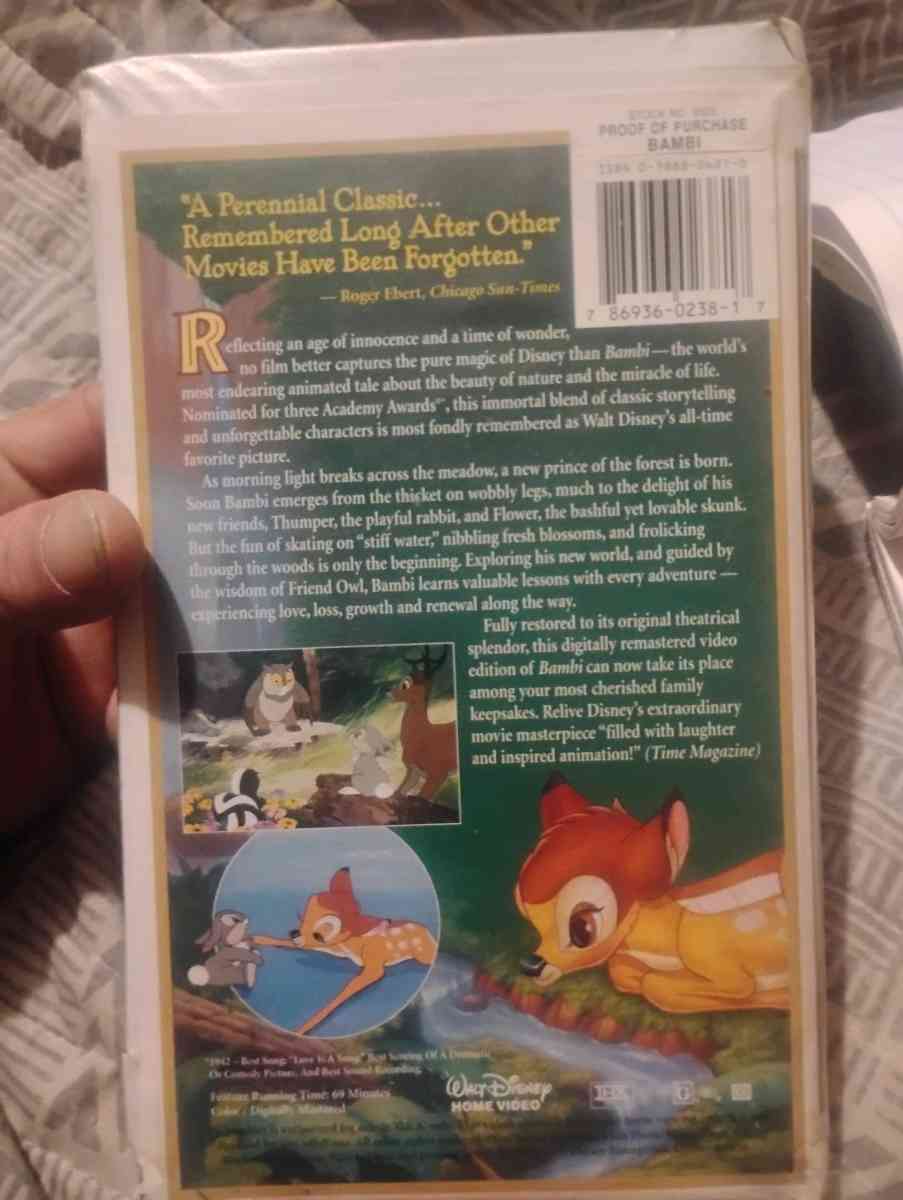 PROOF OF PURCHASE
BAMBI
7 86936-0238-1 7
"A Perennial Classic...
Remembered Long After Other
Movies Have Been Forgotten."
— Roger Ebert, Chicago Sun-Times
Reflecting an age of innocence and a time of wonder,
no film better captures the pure magic of Disney than Bambi—the world's
most endearing animated tale about the beauty of nature and the miracle of life.
Nominated for three Academy Awards®*, this immortal blend of classic storytelling
and unforgettable characters is most fondly remembered as Walt Disney's all-time
favorite picture.
As morning light breaks across the meadow, a new prince of the forest is born.
Soon Bambi emerges from the thicket on wobbly legs, much to the delight of his
new friends, Thumper, the playful rabbit, and Flower, the bashful yet lovable skunk.
But the fun of skating on "stiff water," nibbling fresh blossoms, and frolicking
through the woods is only the beginning. Exploring his new world, and guided by
the wisdom of Friend Owl, Bambi learns valuable lessons with every adventure —
experiencing love, loss, growth and renewal along the way.
Fully restored to its original theatrical
splendor, this digitally remastered video
edition of Bambi can now take its place
among your most cherished family
keepsakes. Relive Disney's extraordinary
movie masterpiece "filled with laughter
and inspired animation!" (Time Magazine)
*1942 – Best Song: "Love Is A Song," Best Scoring Of A Dramatic
Or Comedy Picture, And Best Sound Recording.
Feature Running Time: 69 Minutes
Color - Digitally Mastered
Walt Disney
HOME VIDEO
THX
G